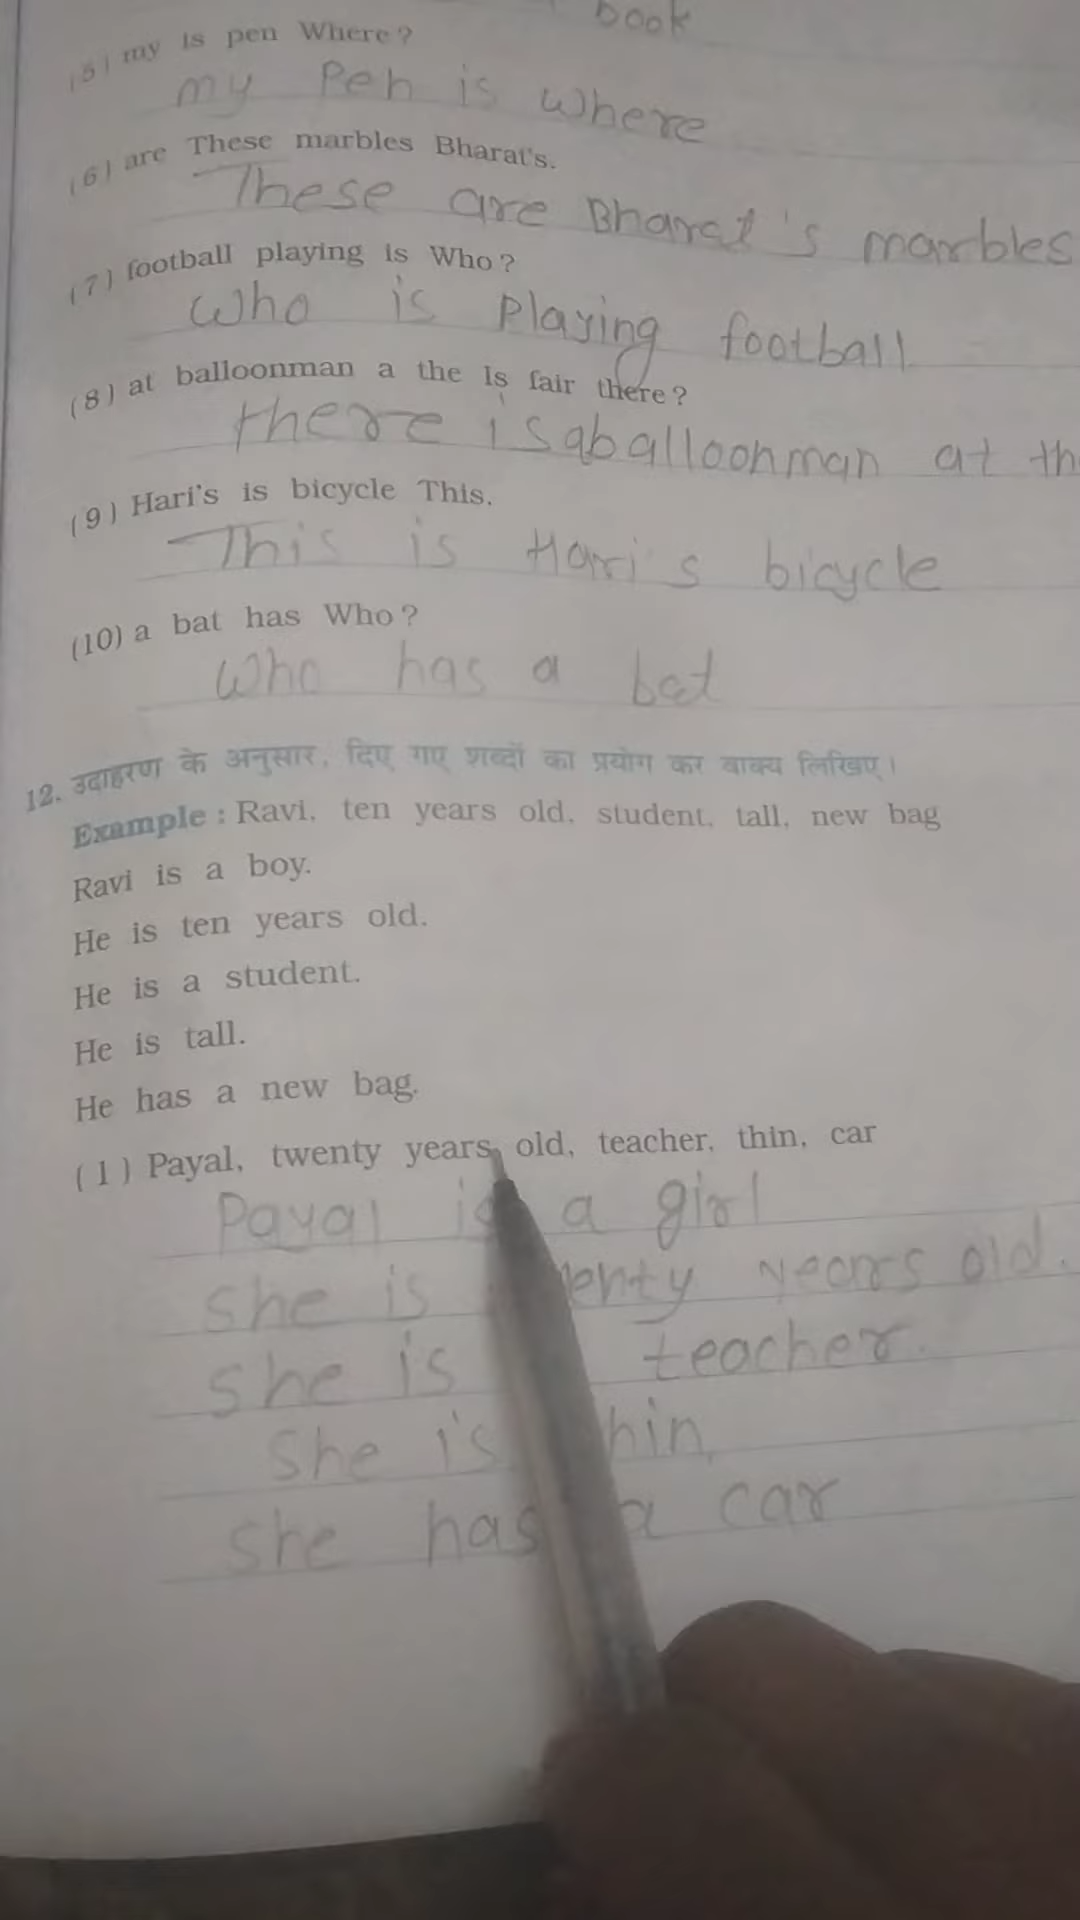 book
(5) my is pen Where?
my Pen is where
(6) are These marbles Bharat's.
These are Bharat's marbles
(7) football playing is Who?
Who is Playing football
(8) at balloonman a the Is fair there?
there is a balloonman at
(9) Hari's is bicycle This.
This is Hari's bicycle
(10) a bat has Who?
Who has a bat
12. उदाहरण के अनुसार, दिए गए शब्दों का प्रयोग कर वाक्य लिखिए।
Example : Ravi, ten years old, student, tall, new bag
Ravi is a boy.
He is ten years old.
He is a student.
He is tall.
He has a new bag.
(1) Payal, twenty years old, teacher, thin, car
Payal is a girl
She is years old.
She is teacher.
She is
She has a car